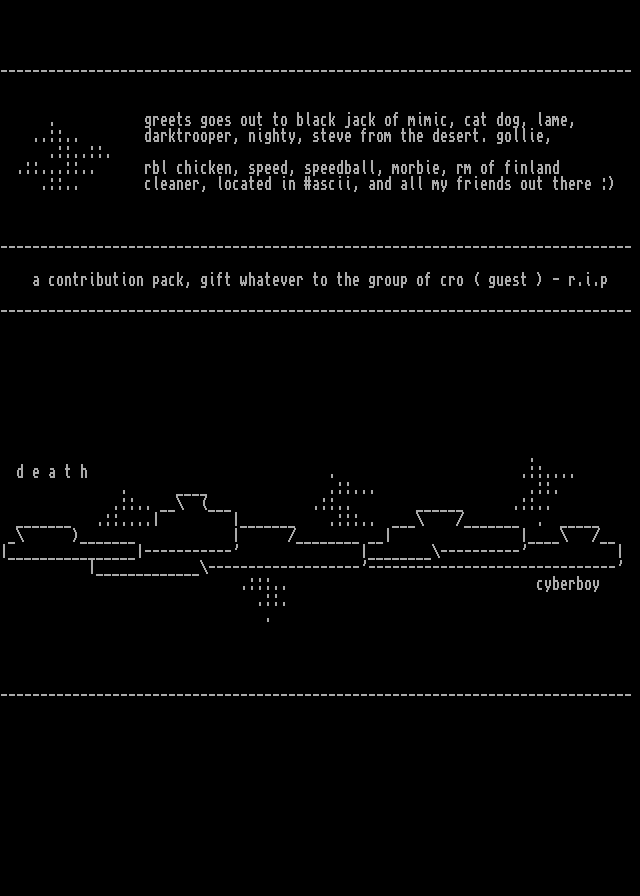 greets goes out to black jack of mimic, cat dog, lame,
darktrooper, nighty, steve from the desert. gollie,
rbl chicken, speed, speedball, morbie, rm of finland
cleaner, located in #ascii, and all my friends out there :)
a contribution pack, gift whatever to the group of cro ( guest ) - r.i.p
d e a t h
cyberboy